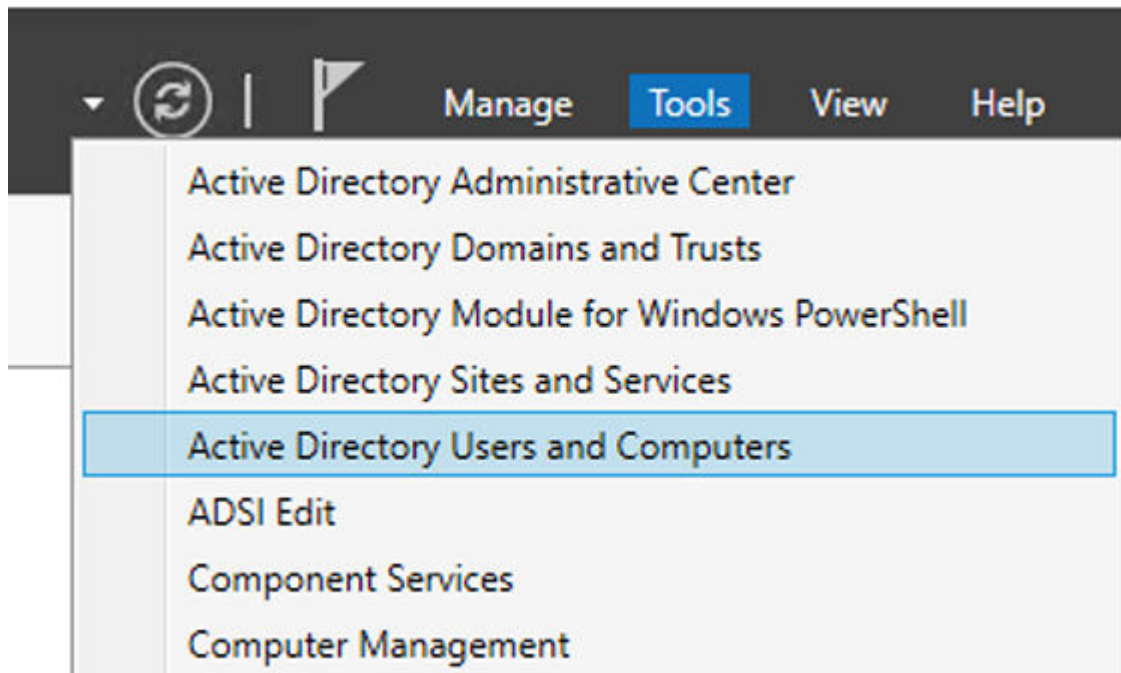 Manage Tools View Help
Active Directory Administrative Center
Active Directory Domains and Trusts
Active Directory Module for Windows PowerShell
Active Directory Sites and Services
Active Directory Users and Computers
ADSI Edit
Component Services
Computer Management